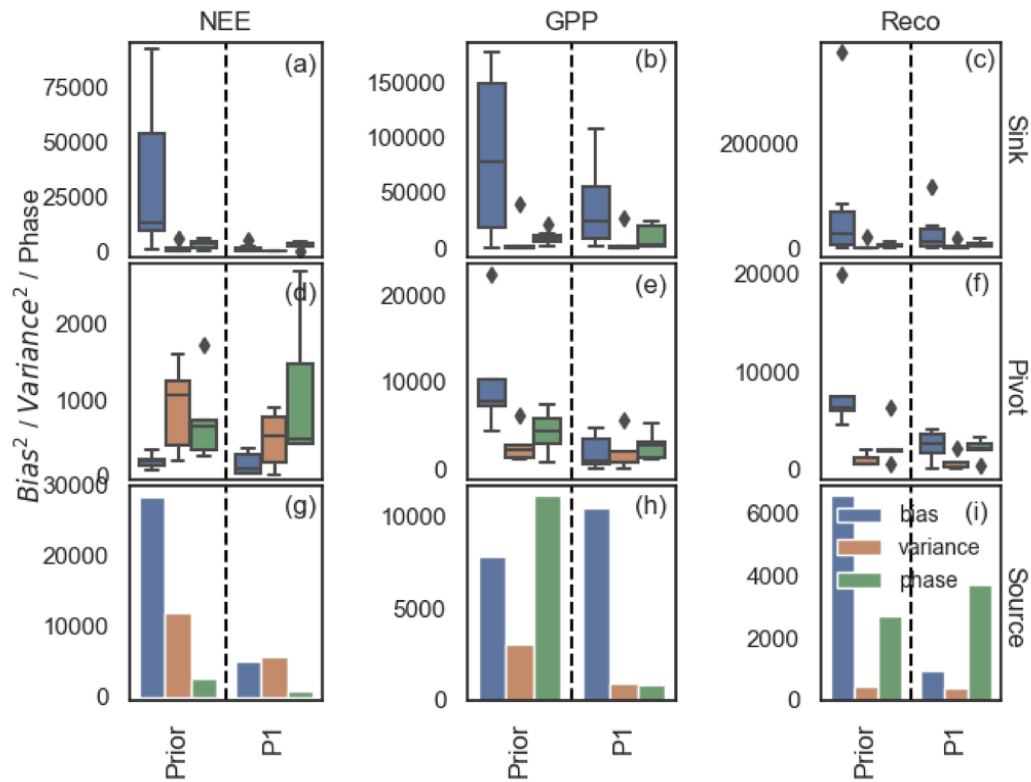 NEE GPP Reco
Bias² / Variance² / Phase
(a)
75000
50000
25000
0
(b)
150000
100000
50000
0
(c)
200000
0
Sink
(d)
2000
1000
0
(e)
20000
10000
0
(f)
20000
10000
0
Pivot
(g)
30000
20000
10000
0
(h)
10000
5000
0
(i)
6000
4000
2000
0
bias
variance
phase
Source
Prior P1 Prior P1 Prior P1